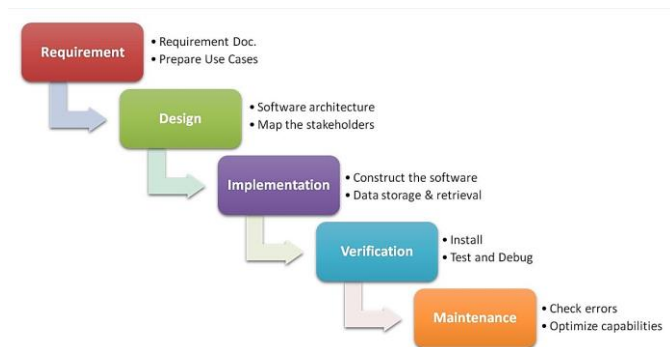 Requirement
• Requirement Doc.
• Prepare Use Cases
Design
• Software architecture
• Map the stakeholders
Implementation
• Construct the software
• Data storage & retrieval
Verification
• Install
• Test and Debug
Maintenance
• Check errors
• Optimize capabilities